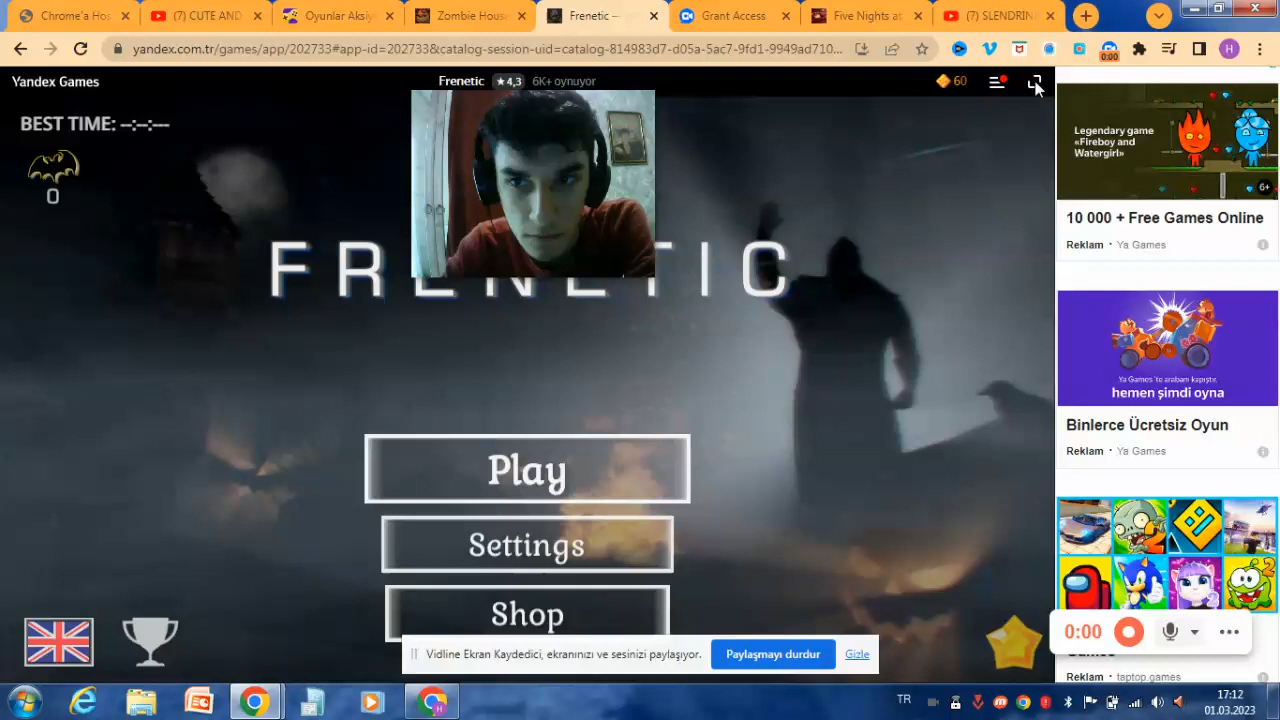 Chrome'a Hos
(7) CUTE AND
Oyunlar Aksiy
Zombie House
Frenetic —
Grant Access
Five Nights at
(7) SLENDRIN
yandex.com.tr/games/app/202733#app-id=202733&catalog-session-uid=catalog-814983d7-d05a-5ac7-9fd1-9949ad710...
0:00
H
Yandex Games
Frenetic
★4,3
6K+ oynuyor
60
BEST TIME: --:--:---
0
FRENETIC
Play
Settings
Shop
Legendary game
«Fireboy and
Watergirl»
6+
10 000 + Free Games Online
Reklam · Ya Games
Ya Games 'te arabanı kapıştır,
hemen şimdi oyna
Binlerce Ücretsiz Oyun
Reklam · Ya Games
2
0:00
Reklam · taptop.games
Vidline Ekran Kaydedici, ekranınızı ve sesinizi paylaşıyor.
Paylaşmayı durdur
Gizle
TR
17:12
01.03.2023